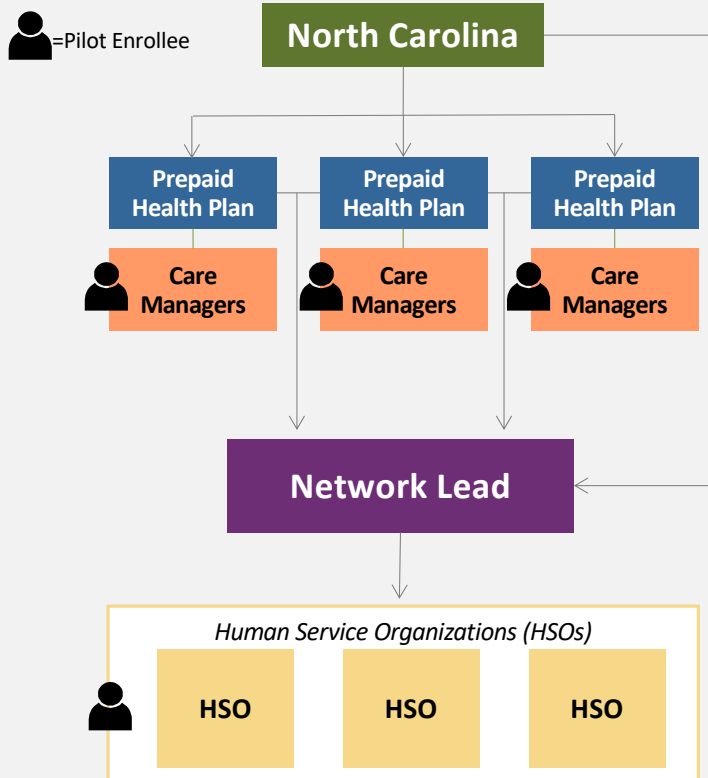 =Pilot Enrollee
North Carolina
Prepaid
Health Plan
Prepaid
Health Plan
Prepaid
Health Plan
Care
Managers
Care
Managers
Care
Managers
Network Lead
Human Service Organizations (HSOs)
HSO
HSO
HSO